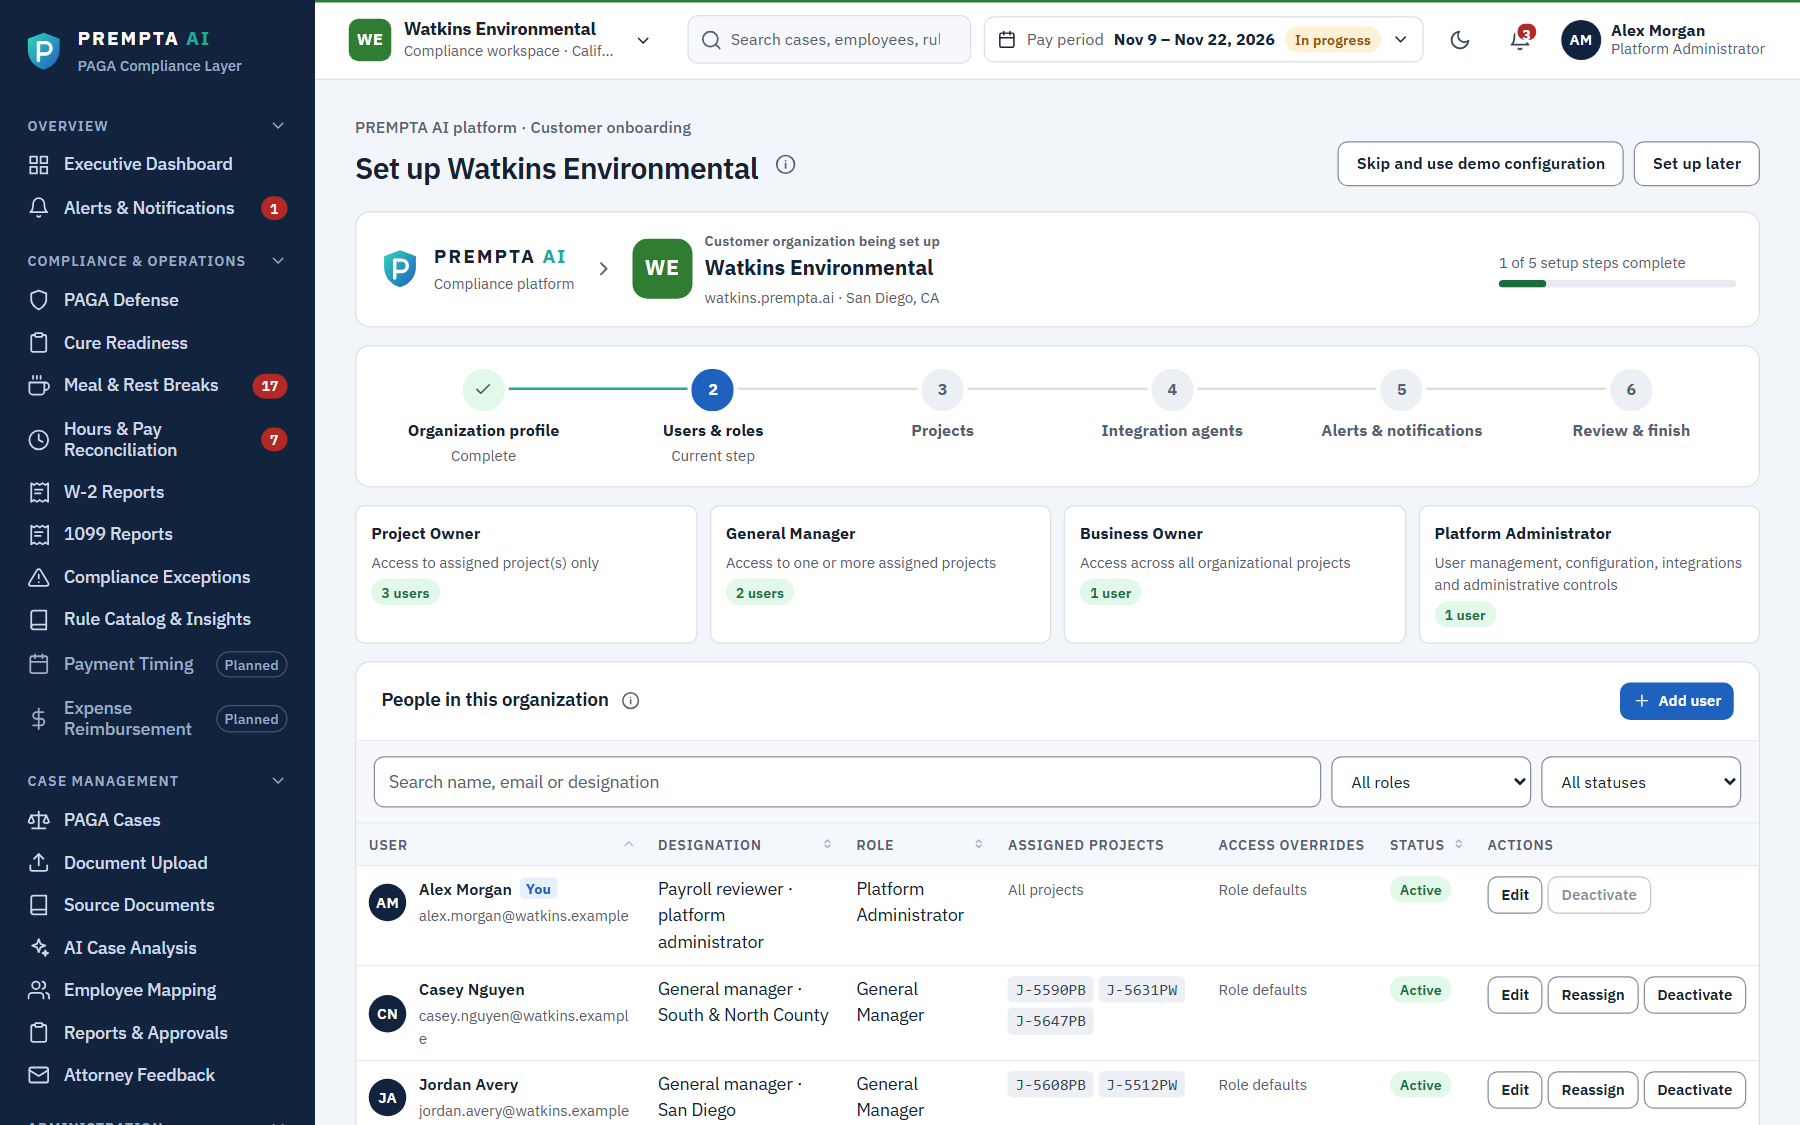 PREMPTA AI
PAGA Compliance Layer
OVERVIEW
Executive Dashboard
Alerts & Notifications 1
COMPLIANCE & OPERATIONS
PAGA Defense
Cure Readiness
Meal & Rest Breaks 17
Hours & Pay
Reconciliation 7
W-2 Reports
1099 Reports
Compliance Exceptions
Rule Catalog & Insights
Payment Timing Planned
Expense
Reimbursement Planned
CASE MANAGEMENT
PAGA Cases
Document Upload
Source Documents
AI Case Analysis
Employee Mapping
Reports & Approvals
Attorney Feedback
WE Watkins Environmental
Compliance workspace · Calif...
Search cases, employees, rul
Pay period Nov 9 – Nov 22, 2026 In progress
3
AM Alex Morgan
Platform Administrator
PREMPTA AI platform · Customer onboarding
Set up Watkins Environmental
Skip and use demo configuration Set up later
PREMPTA AI
Compliance platform
WE
Customer organization being set up
Watkins Environmental
watkins.prempta.ai · San Diego, CA
1 of 5 setup steps complete
2 3 4 5 6
Organization profile Users & roles Projects Integration agents Alerts & notifications Review & finish
Complete Current step
Project Owner
Access to assigned project(s) only
3 users
General Manager
Access to one or more assigned projects
2 users
Business Owner
Access across all organizational projects
1 user
Platform Administrator
User management, configuration, integrations
and administrative controls
1 user
People in this organization
Add user
Search name, email or designation All roles All statuses
USER DESIGNATION ROLE ASSIGNED PROJECTS ACCESS OVERRIDES STATUS ACTIONS
AM Alex Morgan You
alex.morgan@watkins.example
Payroll reviewer ·
platform
administrator
Platform
Administrator
All projects
Role defaults
Active
Edit Deactivate
CN Casey Nguyen
casey.nguyen@watkins.exampl
e
General manager ·
South & North County
General
Manager
J-5590PB J-5631PW
J-5647PB
Role defaults
Active
Edit Reassign Deactivate
JA Jordan Avery
jordan.avery@watkins.example
General manager ·
San Diego
General
Manager
J-5608PB J-5512PW
Role defaults
Active
Edit Reassign Deactivate